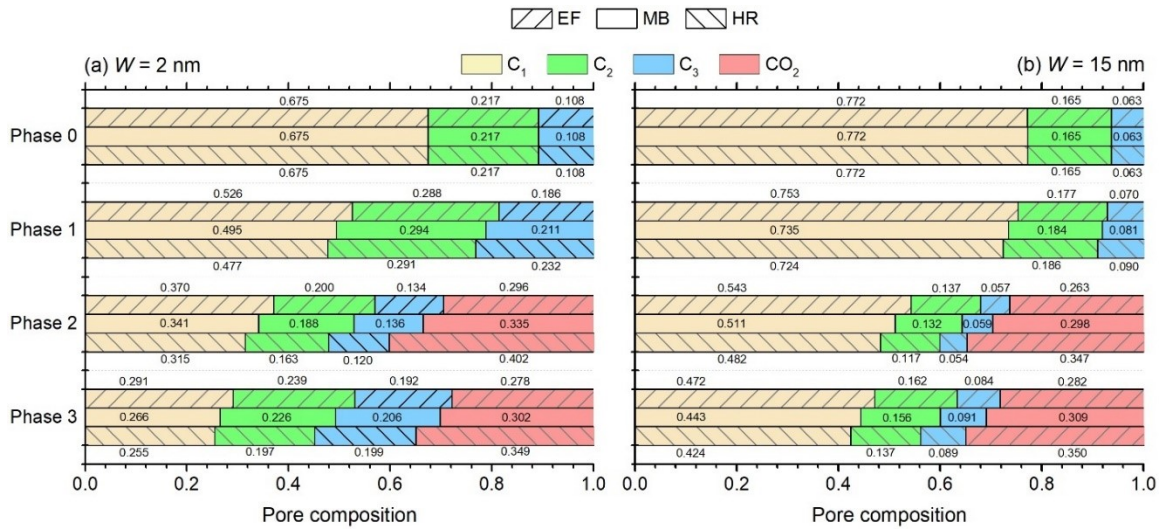 EF MB HR
(a) W = 2 nm C₁ C₂ C₃ CO₂ (b) W = 15 nm
Pore composition
0.0 0.2 0.4 0.6 0.8 1.0
0.675 0.217 0.108
Phase 0 0.675 0.217 0.108
0.675 0.217 0.108
0.526 0.288 0.186
Phase 1 0.495 0.294 0.211
0.477 0.291 0.232
0.370 0.200 0.134 0.296
Phase 2 0.341 0.188 0.136 0.335
0.315 0.163 0.120 0.402
0.291 0.239 0.192 0.278
Phase 3 0.266 0.226 0.206 0.302
0.255 0.197 0.199 0.349
0.772 0.165 0.063
0.772 0.165 0.063
0.772 0.165 0.063
0.753 0.177 0.070
0.735 0.184 0.081
0.724 0.186 0.090
0.543 0.137 0.057 0.263
0.511 0.132 0.059 0.298
0.482 0.117 0.054 0.347
0.472 0.162 0.084 0.282
0.443 0.156 0.091 0.309
0.424 0.137 0.089 0.350
0.0 0.2 0.4 0.6 0.8 1.0
Pore composition